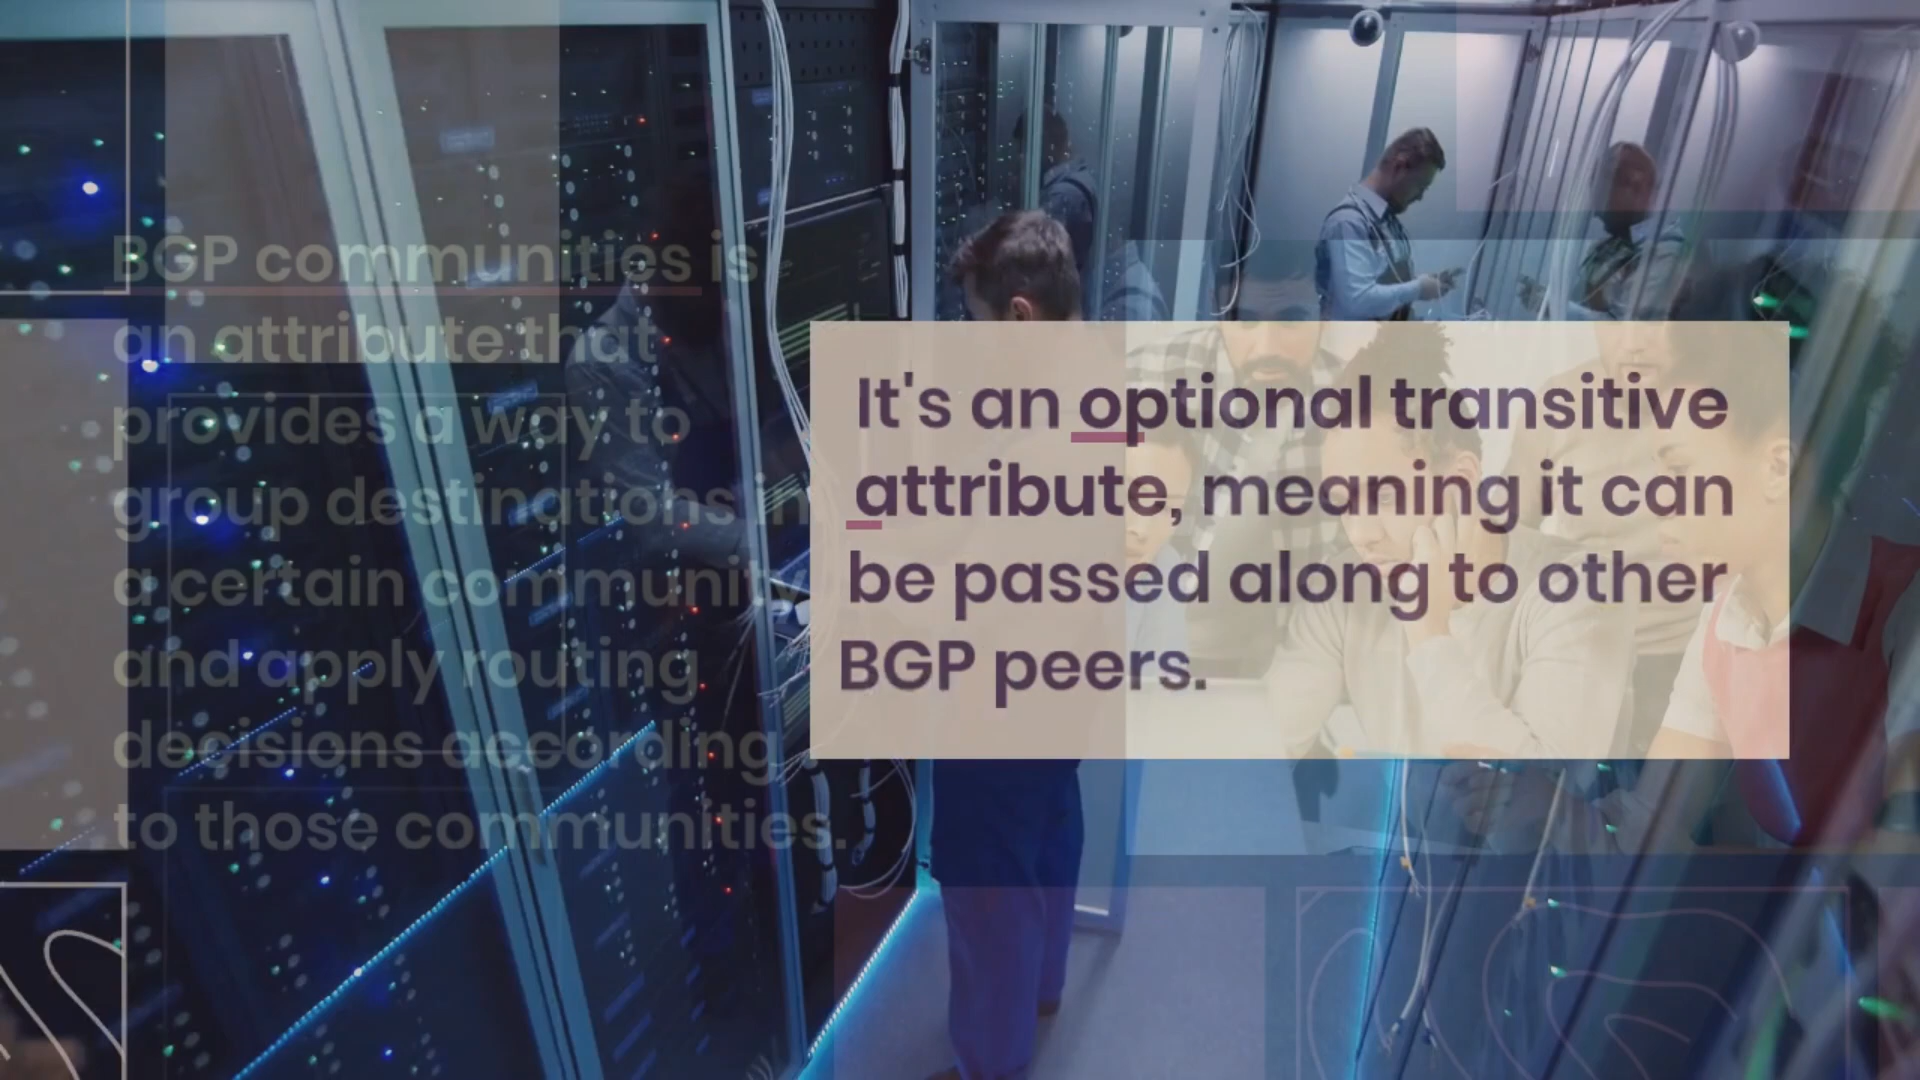 BGP communities is
an attribute that
provides a way to
group destinations in
a certain community
and apply routing
decisions according
to those communities.
It's an optional transitive
attribute, meaning it can
be passed along to other
BGP peers.